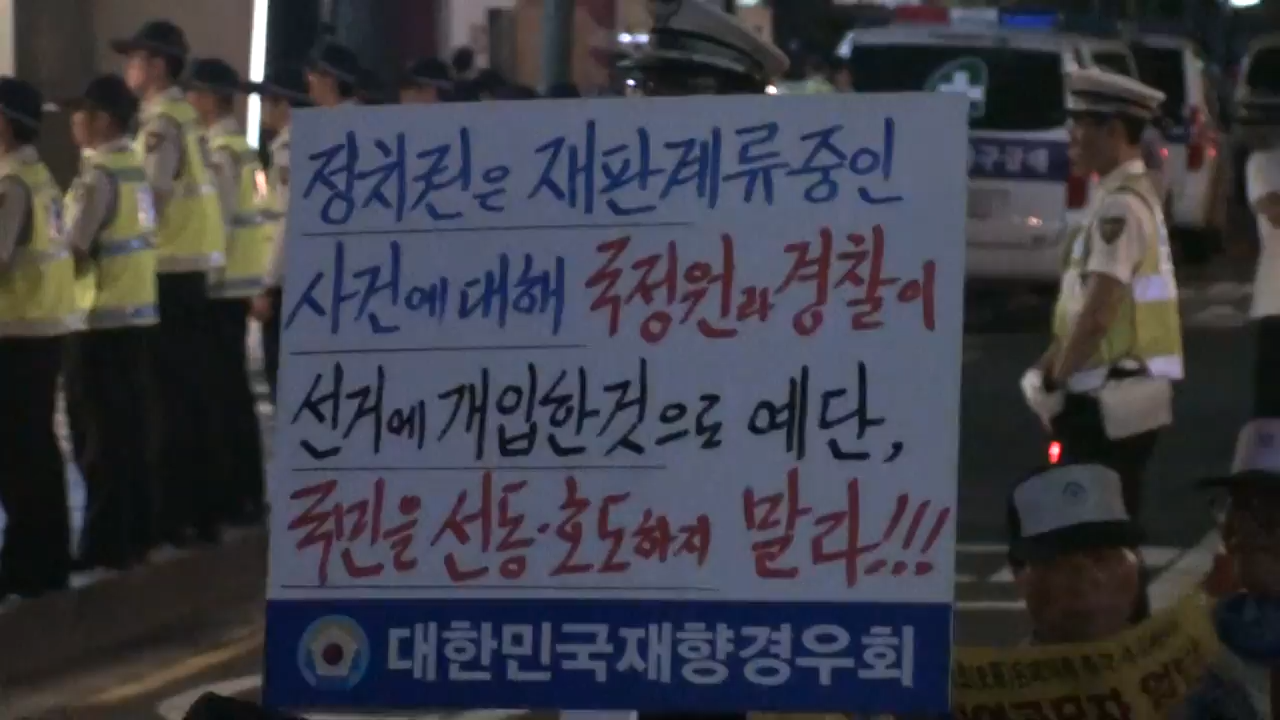 정치권은 재판계류중인
사건에 대해 국정원과 경찰이
선거에 개입한것으로 예단,
국민을 선동·호도하지 말라!!!
대한민국재향경우회